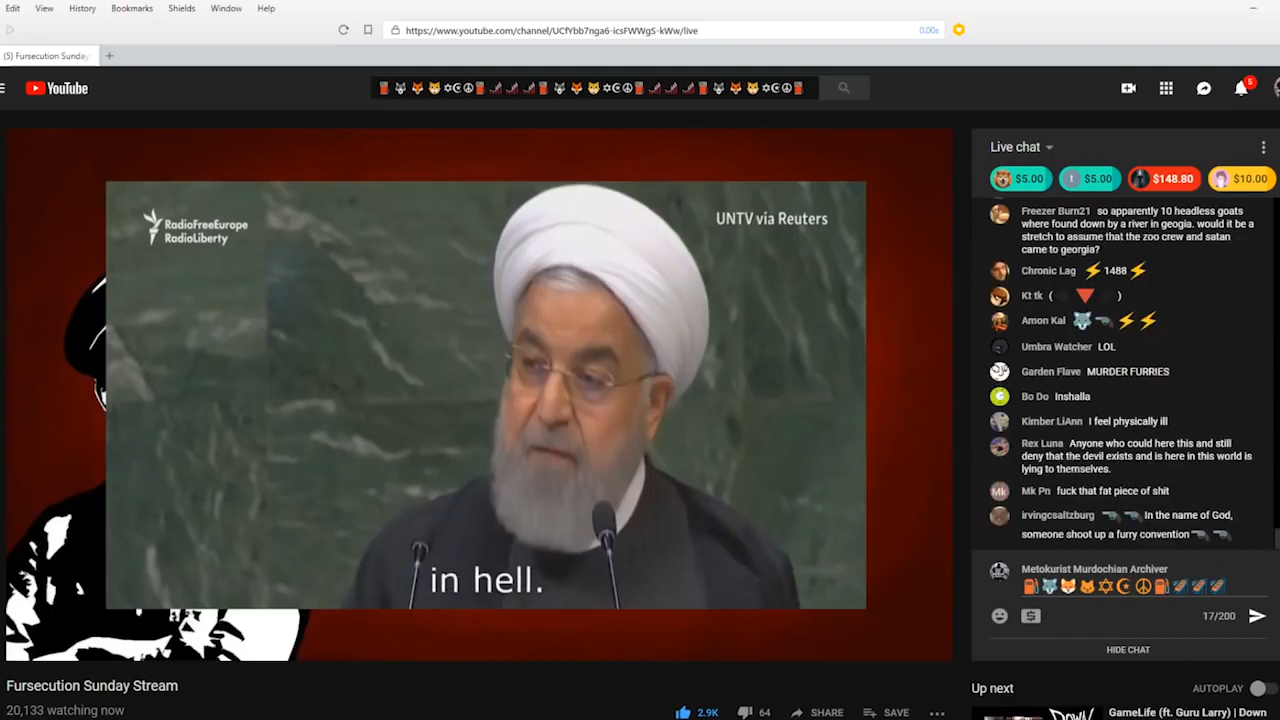 Edit View History Bookmarks Shields Window Help
https://www.youtube.com/channel/UCfYbb7nga6-icsFWWgS-kWw/live
0.00s
(5) Fursecution Sunday
YouTube
5
RadioFreeEurope
RadioLiberty
UNTV via Reuters
in hell.
Fursecution Sunday Stream
20,133 watching now
2.9K 64 SHARE SAVE
Live chat
$5.00 t $5.00 $148.80 $10.00
Freezer Burn21 so apparently 10 headless goats
where found down by a river in geogia. would it be a
stretch to assume that the zoo crew and satan
came to georgia?
Chronic Lag ⚡ 1488 ⚡
Kt tk ( 🔻 )
Amon Kal 🐺🔫⚡⚡
Umbra Watcher LOL
Garden Flave MURDER FURRIES
Bo Do Inshalla
Kimber LiAnn I feel physically ill
Rex Luna Anyone who could here this and still
deny that the devil exists and is here in this world is
lying to themselves.
Mk Mk Pn fuck that fat piece of shit
irvingcsaltzburg 🔫 🔫 In the name of God,
someone shoot up a furry convention 🔫 🔫
Metokurist Murdochian Archiver
17/200
HIDE CHAT
Up next
AUTOPLAY
GameLife (ft. Guru Larry) | Down